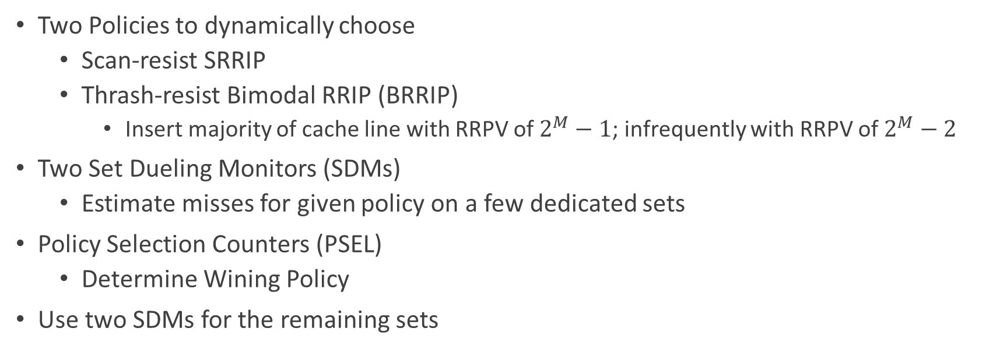 • Two Policies to dynamically choose
• Scan-resist SRRIP
• Thrash-resist Bimodal RRIP (BRRIP)
• Insert majority of cache line with RRPV of $2^M - 1$; infrequently with RRPV of $2^M - 2$
• Two Set Dueling Monitors (SDMs)
• Estimate misses for given policy on a few dedicated sets
• Policy Selection Counters (PSEL)
• Determine Wining Policy
• Use two SDMs for the remaining sets